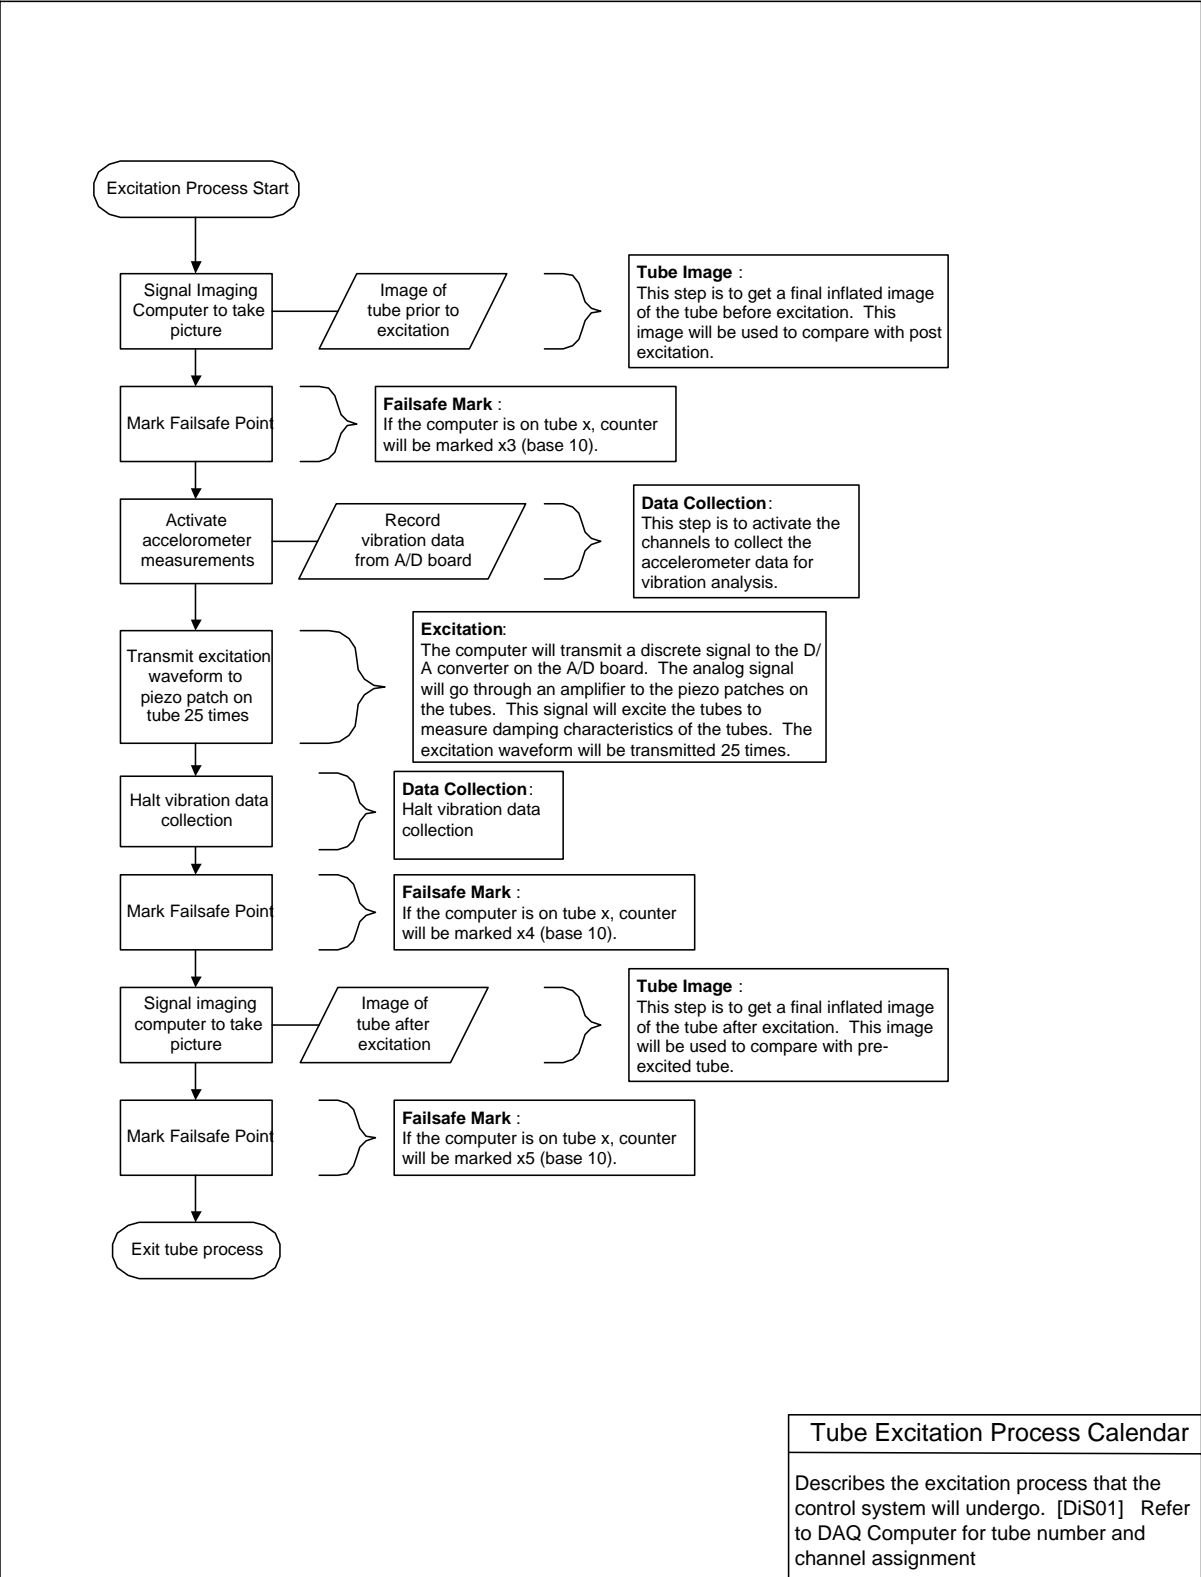 Excitation Process Start
Signal Imaging
Computer to take
picture
Image of
tube prior to
excitation
Tube Image :
This step is to get a final inflated image
of the tube before excitation.  This
image will be used to compare with post
excitation.
Mark Failsafe Point
Failsafe Mark :
If the computer is on tube x, counter
will be marked x3 (base 10).
Activate
accelorometer
measurements
Record
vibration data
from A/D board
Data Collection:
This step is to activate the
channels to collect the
accelerometer data for
vibration analysis.
Transmit excitation
waveform to
piezo patch on
tube 25 times
Excitation:
The computer will transmit a discrete signal to the D/
A converter on the A/D board.  The analog signal
will go through an amplifier to the piezo patches on
the tubes.  This signal will excite the tubes to
measure damping characteristics of the tubes.  The
excitation waveform will be transmitted 25 times.
Halt vibration data
collection
Data Collection:
Halt vibration data
collection
Mark Failsafe Point
Failsafe Mark :
If the computer is on tube x, counter
will be marked x4 (base 10).
Signal imaging
computer to take
picture
Image of
tube after
excitation
Tube Image :
This step is to get a final inflated image
of the tube after excitation.  This image
will be used to compare with pre-
excited tube.
Mark Failsafe Point
Failsafe Mark :
If the computer is on tube x, counter
will be marked x5 (base 10).
Exit tube process
Tube Excitation Process Calendar
Describes the excitation process that the
control system will undergo.  [DiS01]   Refer
to DAQ Computer for tube number and
channel assignment